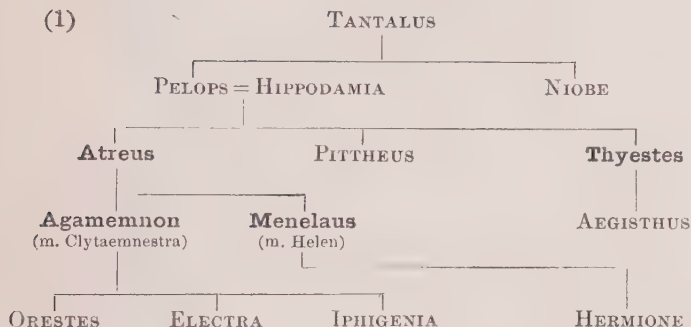 (1)
TANTALUS
PELOPS = HIPPODAMIA NIOBE
Atreus PITTHEUS Thyestes
Agamemnon Menelaus AEGISTHUS
(m. Clytaemnestra) (m. Helen)
ORESTES ELECTRA IPHIGENIA HERMIONE